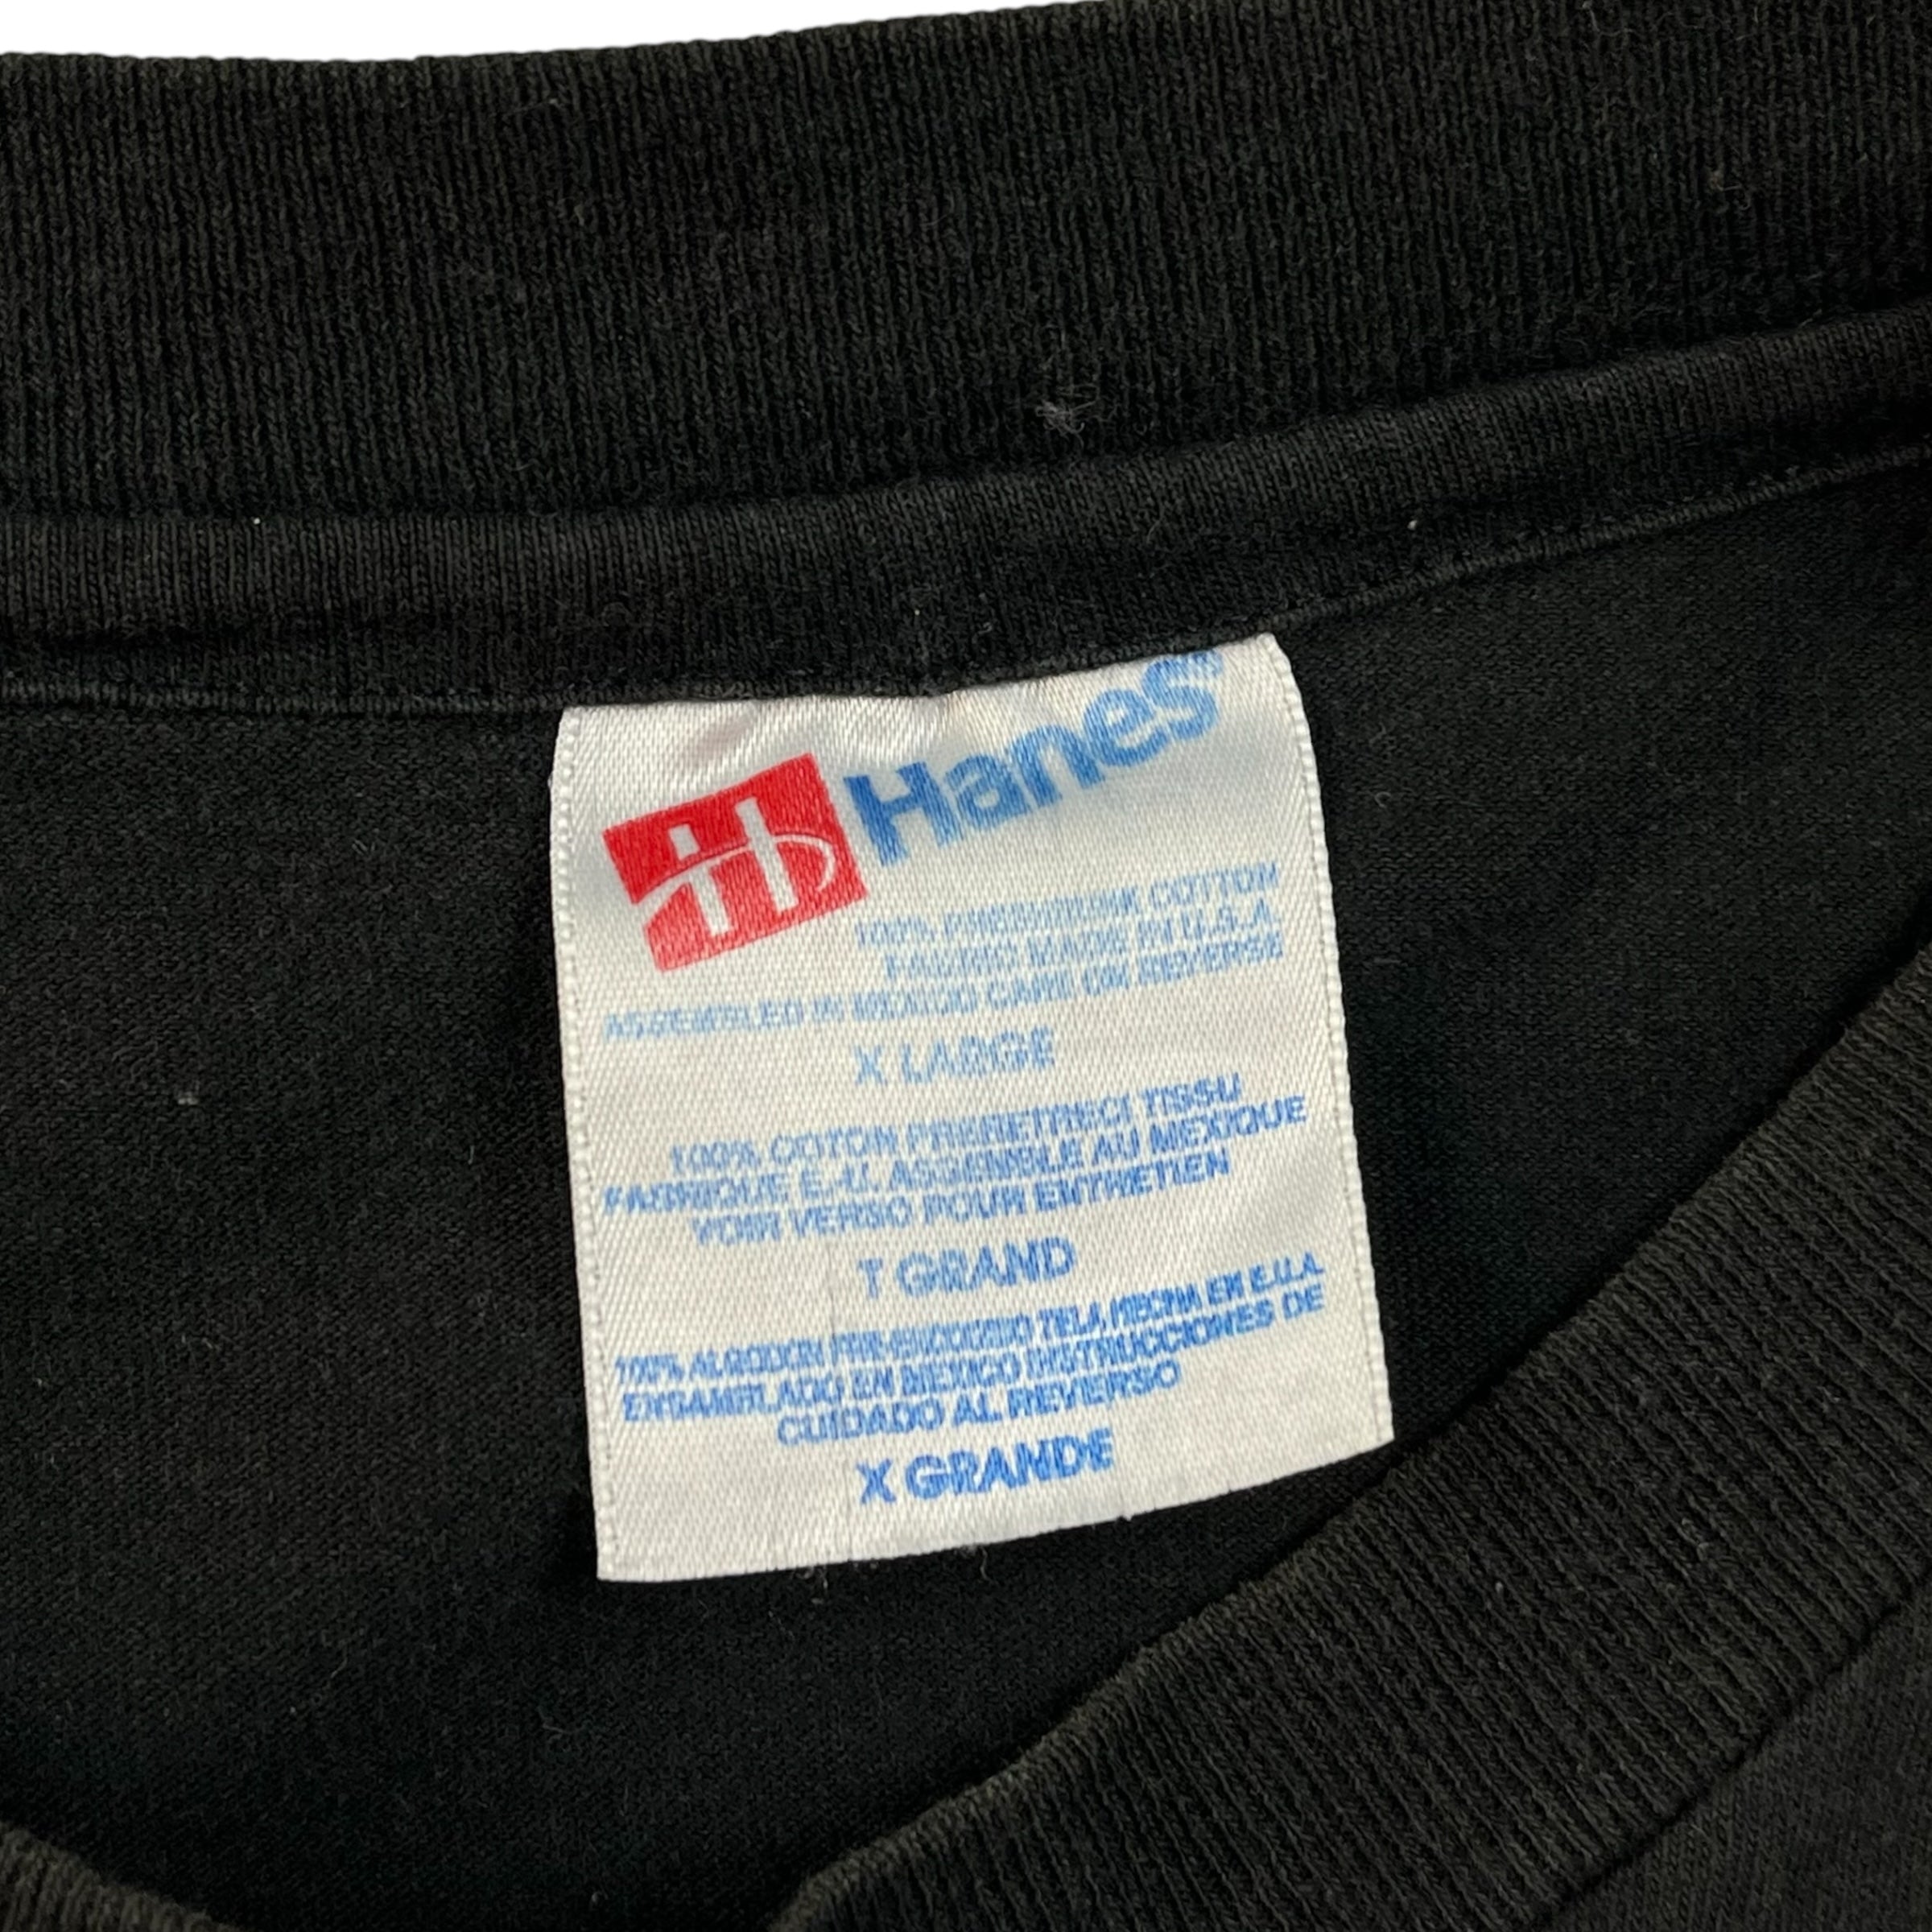 Hanes®
100% PRESHRUNK COTTON
FABRIC MADE IN U.S.A.
ASSEMBLED IN MEXICO CARE ON REVERSE
X LARGE
100% COTON PRERETRECI TISSU
FABRIQUE E.-U. ASSEMBLE AU MEXIQUE
VOIR VERSO POUR ENTRETIEN
T GRAND
100% ALGODON PRE-ENCOGIDO TELA HECHA EN E.U.A.
ENSAMBLADO EN MEXICO INSTRUCCIONES DE
CUIDADO AL REVERSO
X GRANDE